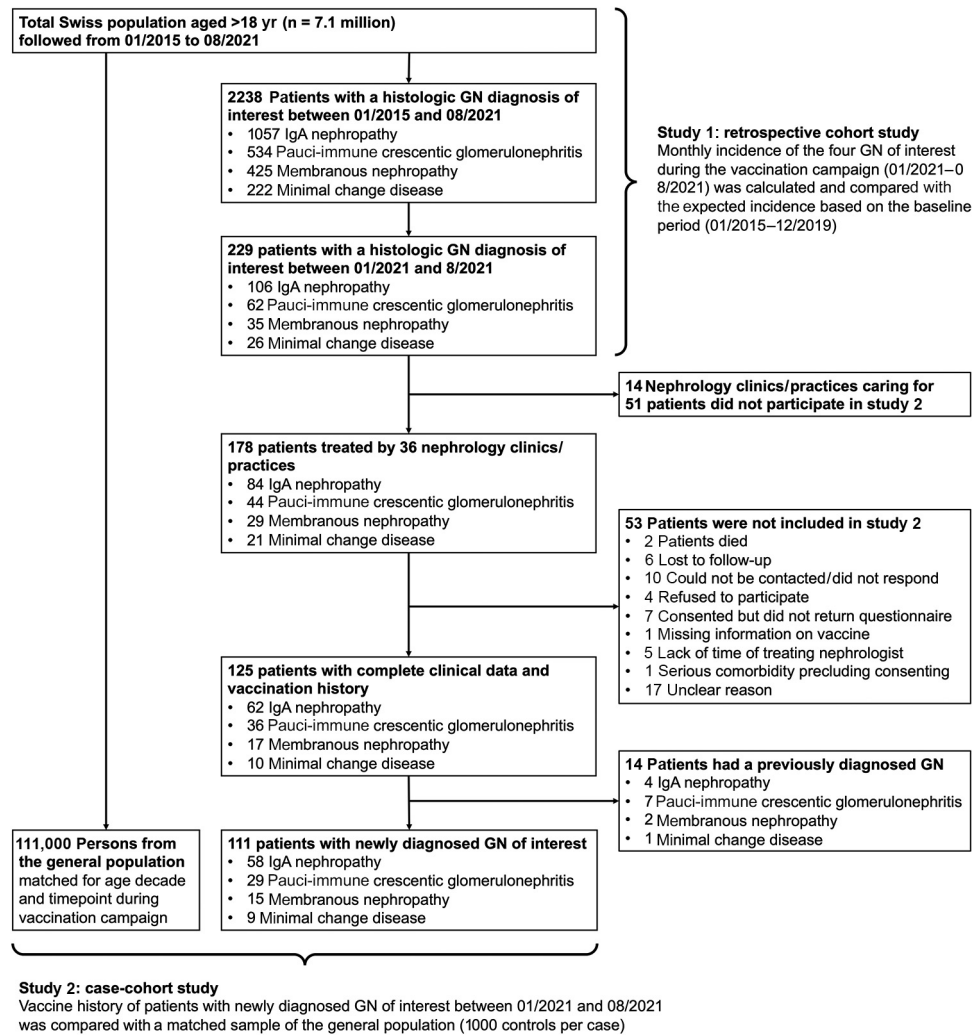 Total Swiss population aged >18 yr (n = 7.1 million)
followed from 01/2015 to 08/2021
2238 Patients with a histologic GN diagnosis of
interest between 01/2015 and 08/2021
• 1057 IgA nephropathy
• 534 Pauci-immune crescentic glomerulonephritis
• 425 Membranous nephropathy
• 222 Minimal change disease
Study 1: retrospective cohort study
Monthly incidence of the four GN of interest
during the vaccination campaign (01/2021–0
8/2021) was calculated and compared with
the expected incidence based on the baseline
period (01/2015–12/2019)
229 patients with a histologic GN diagnosis of
interest between 01/2021 and 8/2021
• 106 IgA nephropathy
• 62 Pauci-immune crescentic glomerulonephritis
• 35 Membranous nephropathy
• 26 Minimal change disease
14 Nephrology clinics/practices caring for
51 patients did not participate in study 2
178 patients treated by 36 nephrology clinics/
practices
• 84 IgA nephropathy
• 44 Pauci-immune crescentic glomerulonephritis
• 29 Membranous nephropathy
• 21 Minimal change disease
53 Patients were not included in study 2
• 2 Patients died
• 6 Lost to follow-up
• 10 Could not be contacted/did not respond
• 4 Refused to participate
• 7 Consented but did not return questionnaire
• 1 Missing information on vaccine
• 5 Lack of time of treating nephrologist
• 1 Serious comorbidity precluding consenting
• 17 Unclear reason
125 patients with complete clinical data and
vaccination history
• 62 IgA nephropathy
• 36 Pauci-immune crescentic glomerulonephritis
• 17 Membranous nephropathy
• 10 Minimal change disease
14 Patients had a previously diagnosed GN
• 4 IgA nephropathy
• 7 Pauci-immune crescentic glomerulonephritis
• 2 Membranous nephropathy
• 1 Minimal change disease
111,000 Persons from
the general population
matched for age decade
and timepoint during
vaccination campaign
111 patients with newly diagnosed GN of interest
• 58 IgA nephropathy
• 29 Pauci-immune crescentic glomerulonephritis
• 15 Membranous nephropathy
• 9 Minimal change disease
Study 2: case-cohort study
Vaccine history of patients with newly diagnosed GN of interest between 01/2021 and 08/2021
was compared with a matched sample of the general population (1000 controls per case)